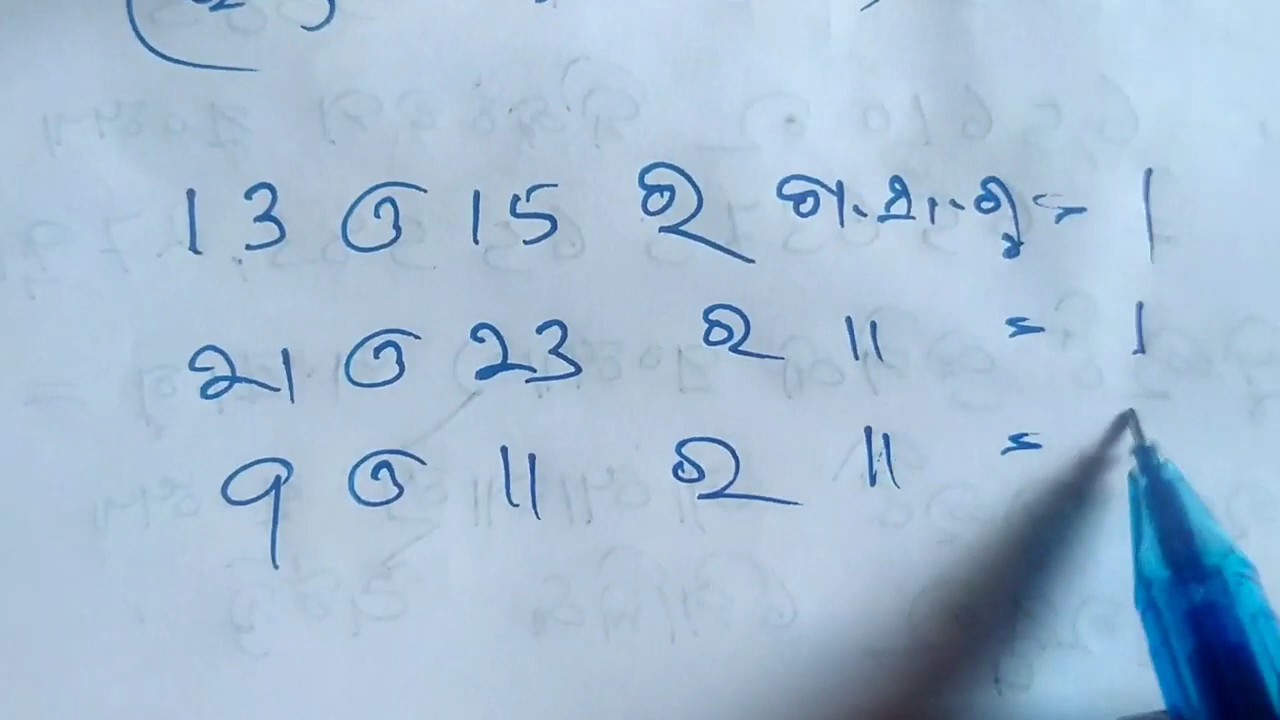 13 ଓ 15 ର ଗ.ସା.ଗୁ = 1
21 ଓ 23 ର 〃 = 1
9 ଓ 11 ର 〃 =